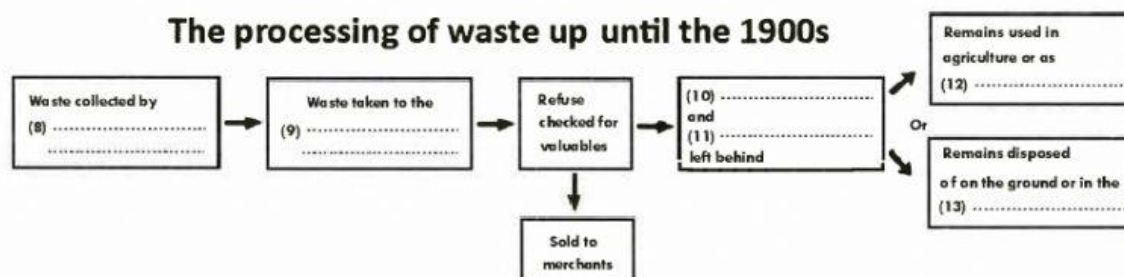 The processing of waste up until the 1900s
Waste collected by
(8) ..............................
..............................
Waste taken to the
(9) ..............................
..............................
Refuse
checked for
valuables
Sold to
merchants
(10) ..............................
and
(11) ..............................
left behind
Remains used in
agriculture or as
(12) ..............................
Or
Remains disposed
of on the ground or in the
(13) ..............................